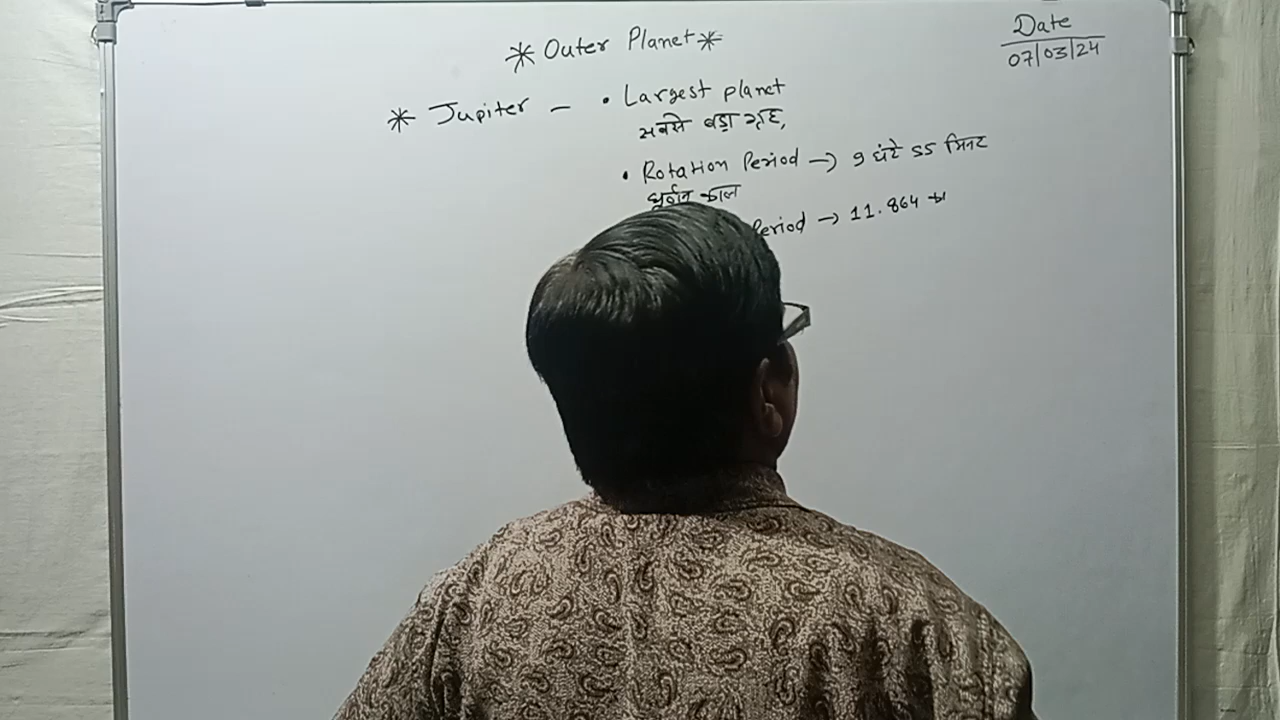 * Outer Planet *
Date
07/03/24
* Jupiter – • Largest planet
सबसे बड़ा ग्रह,
• Rotation Period → 9 घंटे 55 मिनट
घूर्णन काल
Period → 11.864